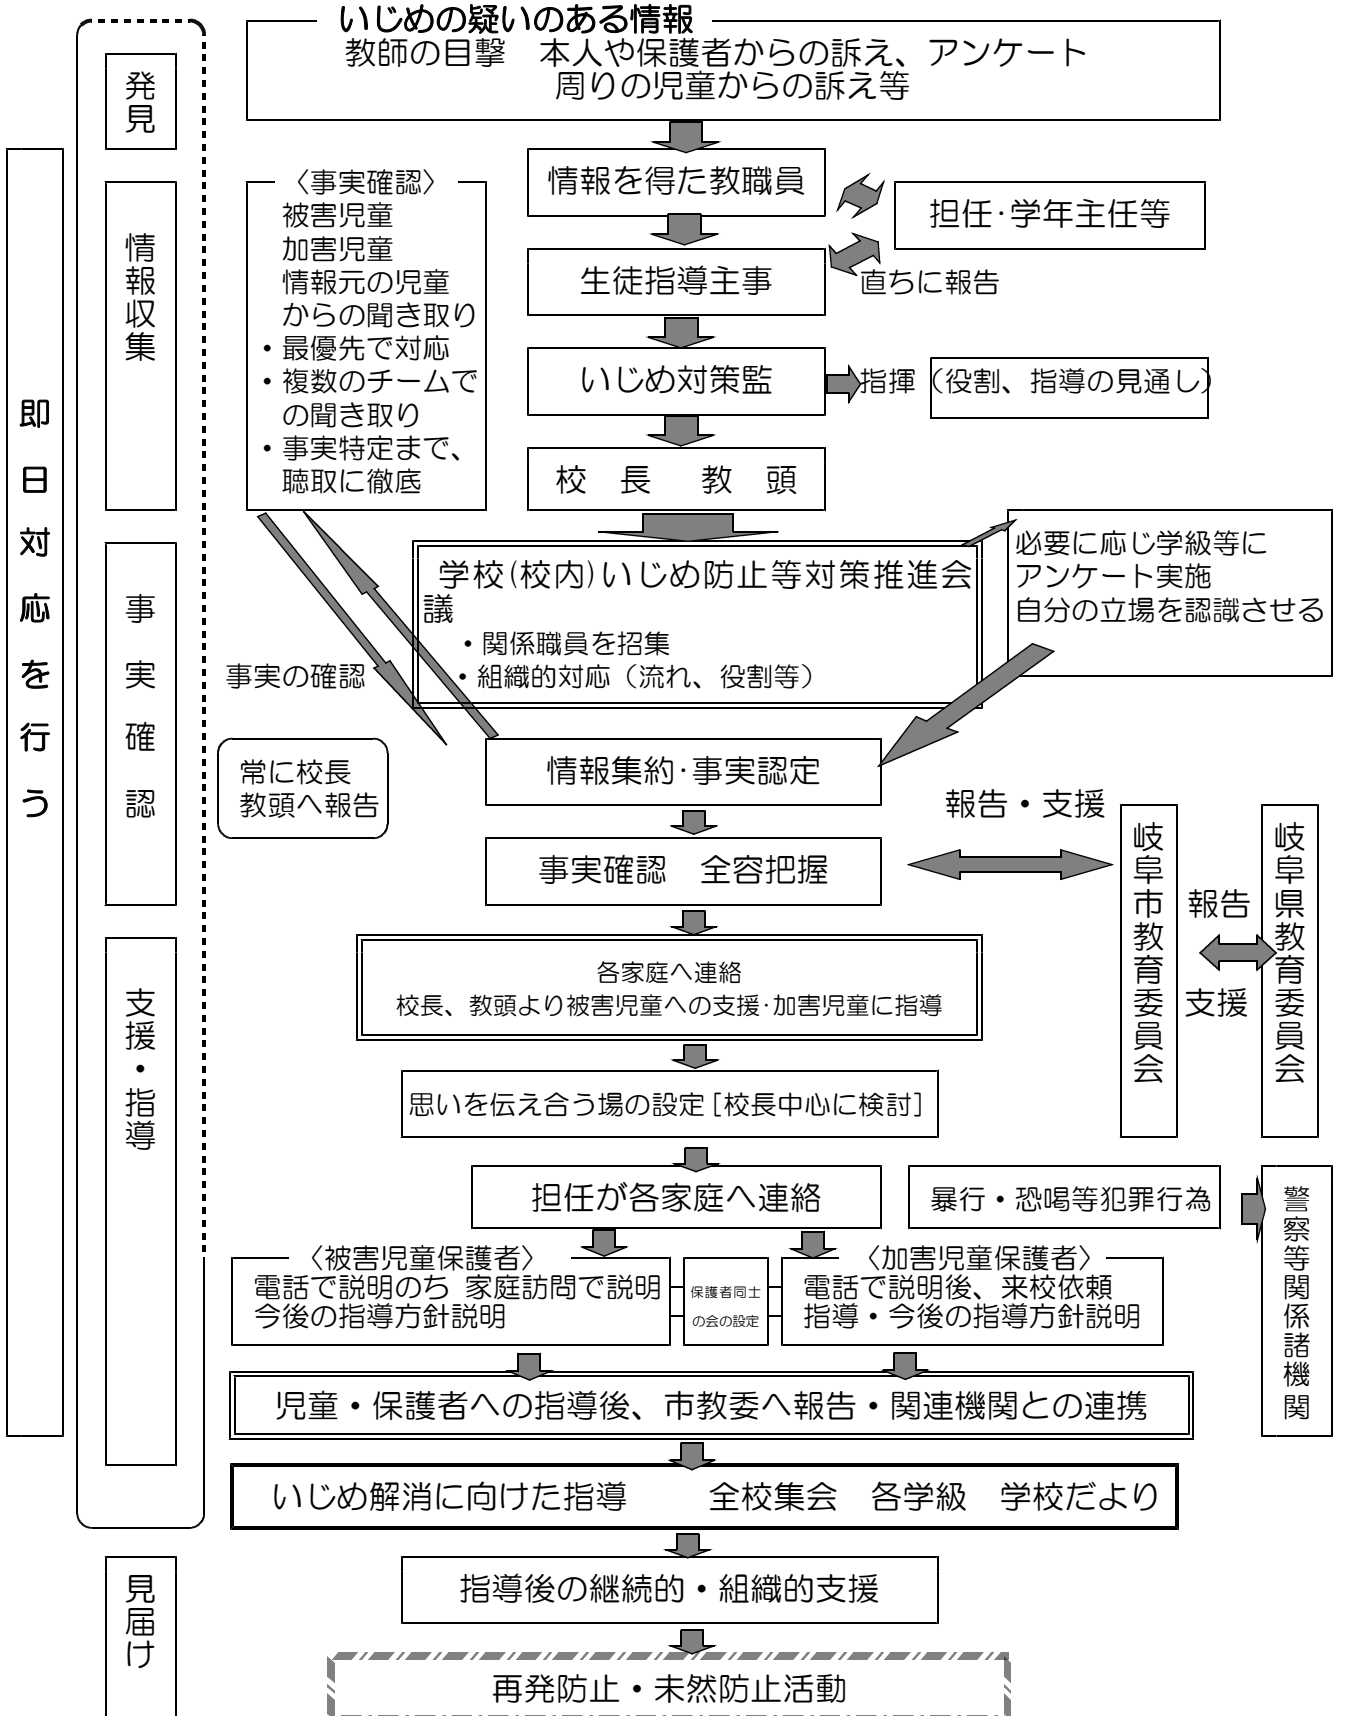 いじめの疑いのある情報
教師の目撃　本人や保護者からの訴え、アンケート
周りの児童からの訴え等
発見
情報収集
事実確認
支援・指導
見届け
即日対応を行う
〈事実確認〉
被害児童
加害児童
情報元の児童
からの聞き取り
・最優先で対応
・複数のチームで
の聞き取り
・事実特定まで、
聴取に徹底
情報を得た教職員
担任･学年主任等
生徒指導主事
直ちに報告
いじめ対策監
指揮（役割、指導の見通し）
校　長　教　頭
学校(校内)いじめ防止等対策推進会
議
・関係職員を招集
・組織的対応（流れ、役割等）
必要に応じ学級等に
アンケート実施
自分の立場を認識させる
事実の確認
常に校長
教頭へ報告
情報集約･事実認定
報告・支援
事実確認　全容把握
岐阜市教育委員会
報告
支援
岐阜県教育委員会
各家庭へ連絡
校長、教頭より被害児童への支援･加害児童に指導
思いを伝え合う場の設定［校長中心に検討］
担任が各家庭へ連絡
暴行・恐喝等犯罪行為
警察等関係諸機関
〈被害児童保護者〉
電話で説明のち 家庭訪問で説明
今後の指導方針説明
保護者同士
の会の設定
〈加害児童保護者〉
電話で説明後、来校依頼
指導・今後の指導方針説明
児童・保護者への指導後、市教委へ報告・関連機関との連携
いじめ解消に向けた指導　　全校集会　各学級　学校だより
指導後の継続的・組織的支援
再発防止・未然防止活動